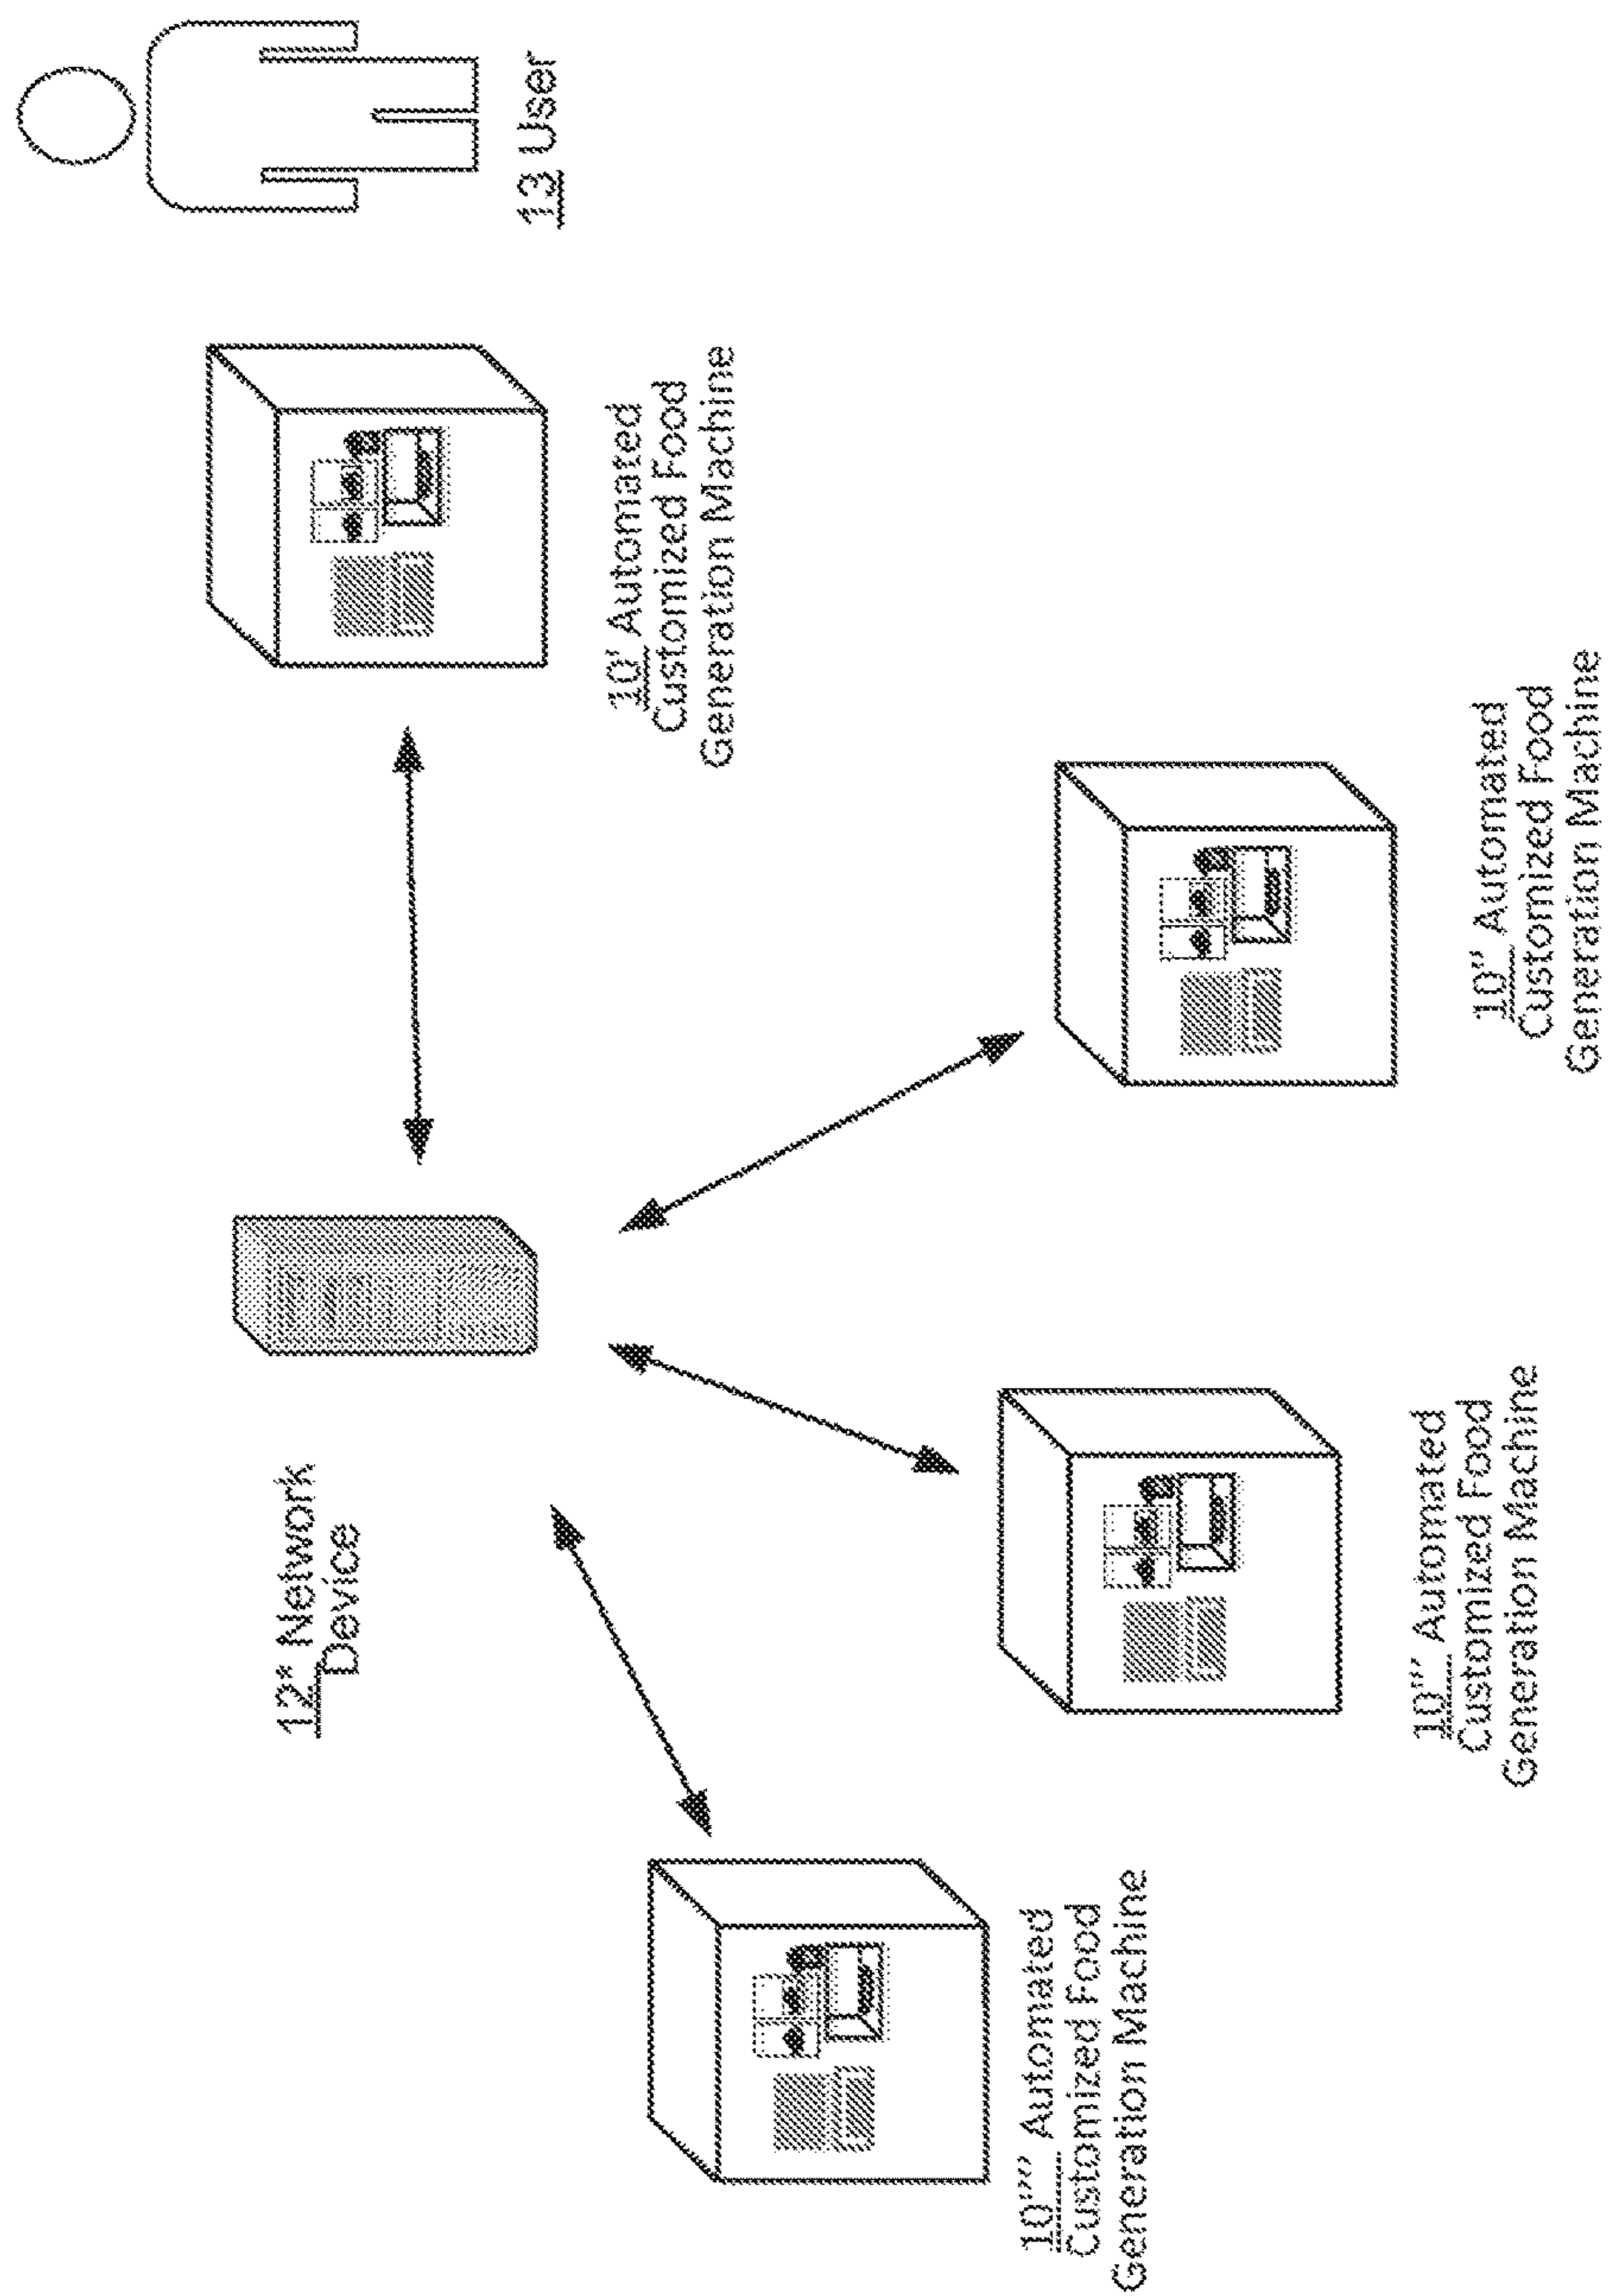 12* Network
Device
13 User
10' Automated
Customized Food
Generation Machine
10'''' Automated
Customized Food
Generation Machine
10''' Automated
Customized Food
Generation Machine
10'' Automated
Customized Food
Generation Machine